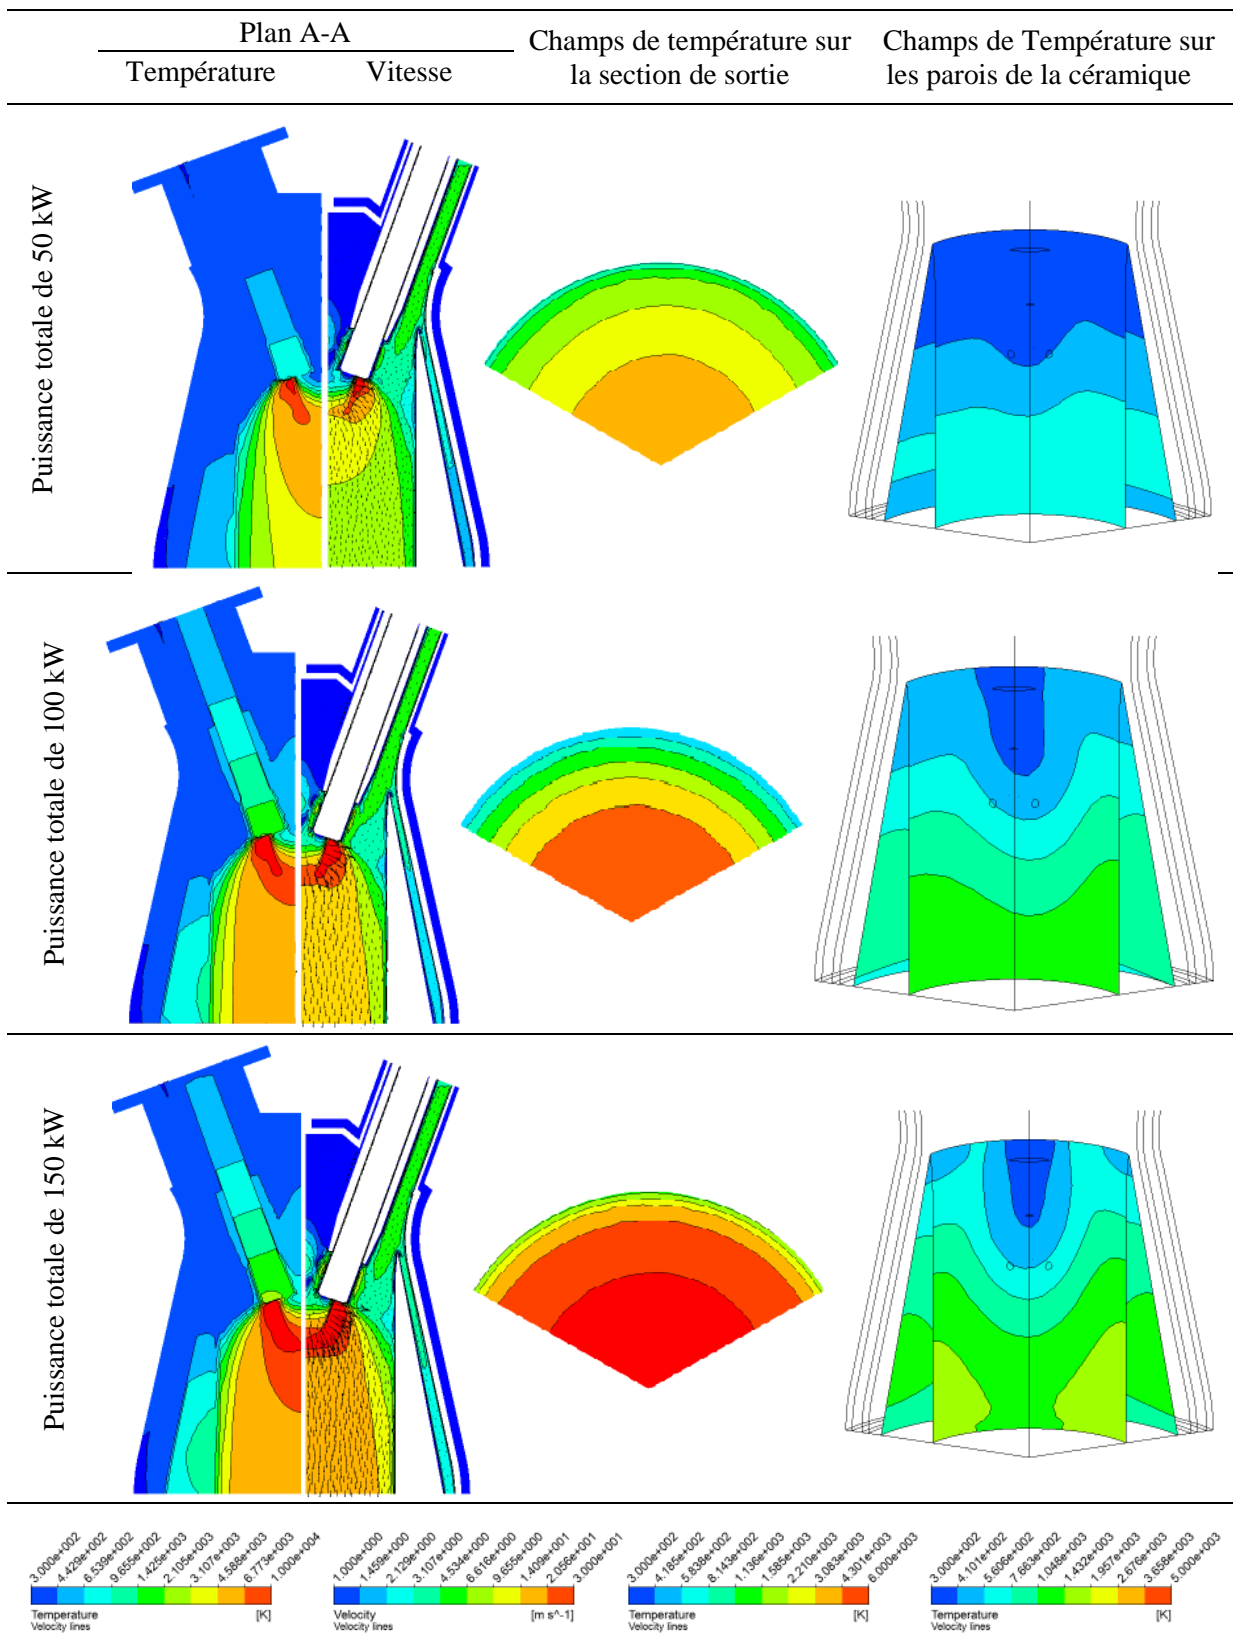 Plan A-A
Température
Vitesse
Champs de température sur
la section de sortie
Champs de Température sur
les parois de la céramique
Puissance totale de 50 kW
Puissance totale de 100 kW
Puissance totale de 150 kW
3.000e+002
4.429e+002
6.539e+002
9.655e+002
1.425e+003
2.105e+003
3.107e+003
4.588e+003
6.773e+003
1.000e+004
Temperature [K]
Velocity lines
1.000e+000
1.459e+000
2.129e+000
3.107e+000
4.534e+000
6.616e+000
9.655e+000
1.409e+001
2.056e+001
3.000e+001
Velocity [m s^-1]
Velocity lines
3.000e+002
4.185e+002
5.838e+002
8.143e+002
1.136e+003
1.585e+003
2.210e+003
3.083e+003
4.301e+003
6.000e+003
Temperature [K]
Velocity lines
3.000e+002
4.101e+002
5.606e+002
7.663e+002
1.048e+003
1.432e+003
1.957e+003
2.676e+003
3.658e+003
5.000e+003
Temperature [K]
Velocity lines